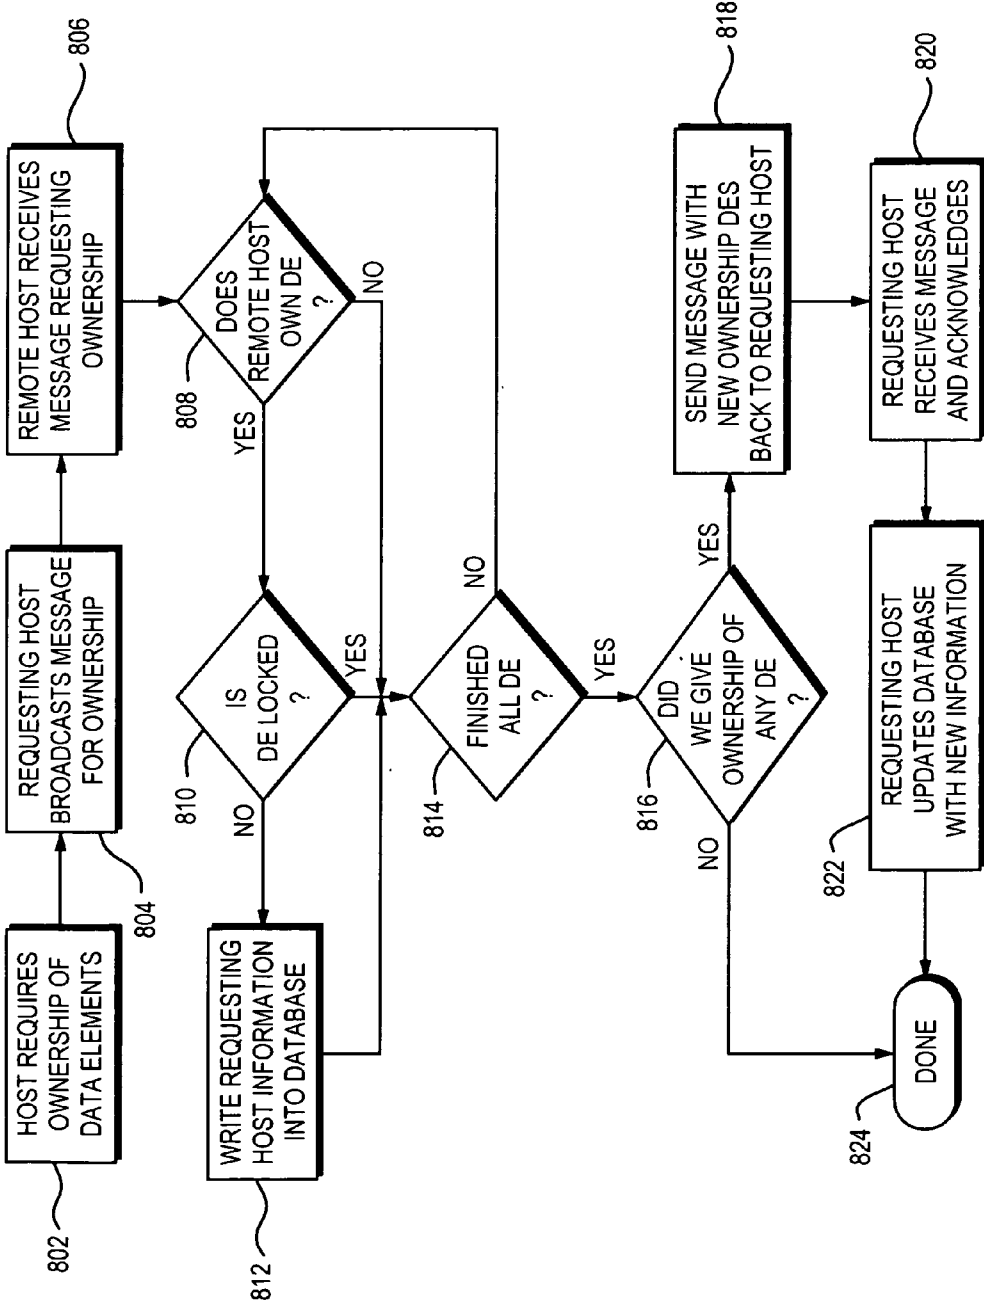 802
HOST REQUIRES
OWNERSHIP OF
DATA ELEMENTS
804
REQUESTING HOST
BROADCASTS MESSAGE
FOR OWNERSHIP
806
REMOTE HOST RECEIVES
MESSAGE REQUESTING
OWNERSHIP
808
DOES
REMOTE HOST
OWN DE
?
YES
NO
810
IS
DE LOCKED
?
NO
YES
812
WRITE REQUESTING
HOST INFORMATION
INTO DATABASE
814
FINISHED
ALL DE
?
NO
YES
816
DID
WE GIVE
OWNERSHIP OF
ANY DE
?
NO
YES
818
SEND MESSAGE WITH
NEW OWNERSHIP DES
BACK TO REQUESTING HOST
820
REQUESTING HOST
RECEIVES MESSAGE
AND ACKNOWLEDGES
822
REQUESTING HOST
UPDATES DATABASE
WITH NEW INFORMATION
824
DONE